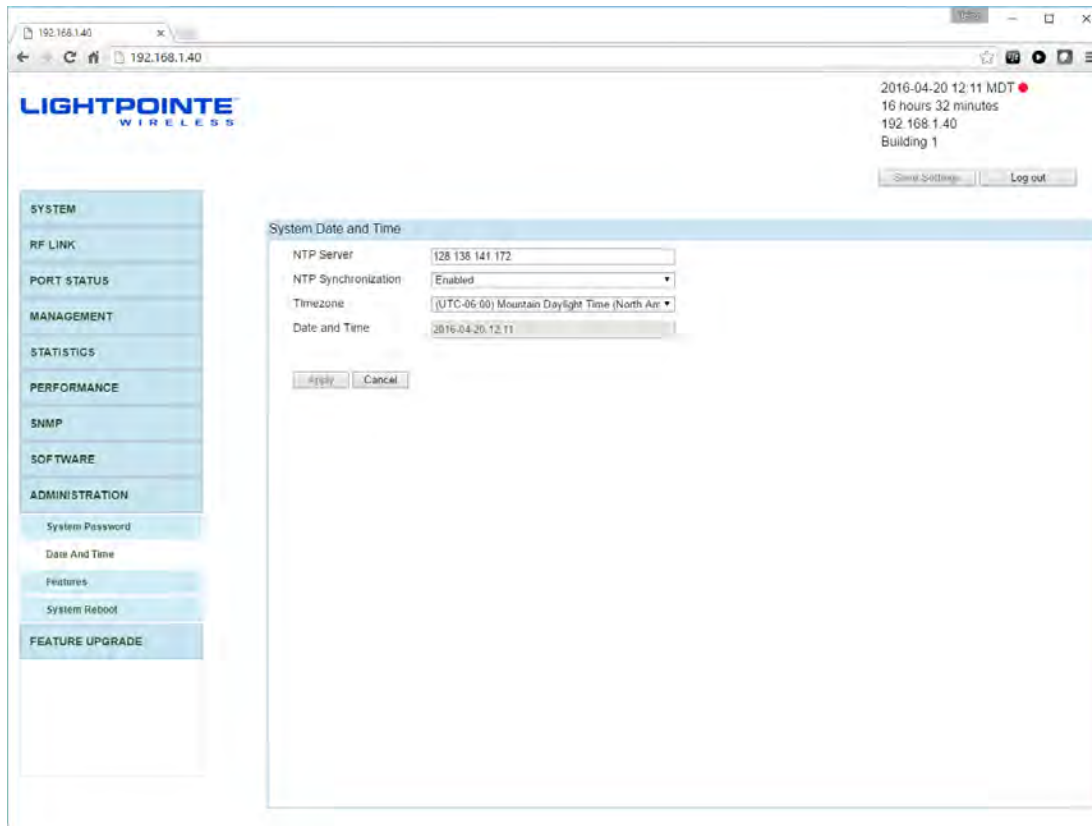 192.168.1.40
192.168.1.40
LIGHTPOINTE
WIRELESS
2016-04-20 12:11 MDT
16 hours 32 minutes
192.168.1.40
Building 1
Save Settings
Log out
SYSTEM
RF LINK
PORT STATUS
MANAGEMENT
STATISTICS
PERFORMANCE
SNMP
SOFTWARE
ADMINISTRATION
System Password
Date And Time
Features
System Reboot
FEATURE UPGRADE
System Date and Time
NTP Server 128.138.141.172
NTP Synchronization Enabled
Timezone (UTC-06:00) Mountain Daylight Time (North Am
Date and Time 2016-04-20.12:11
Apply Cancel